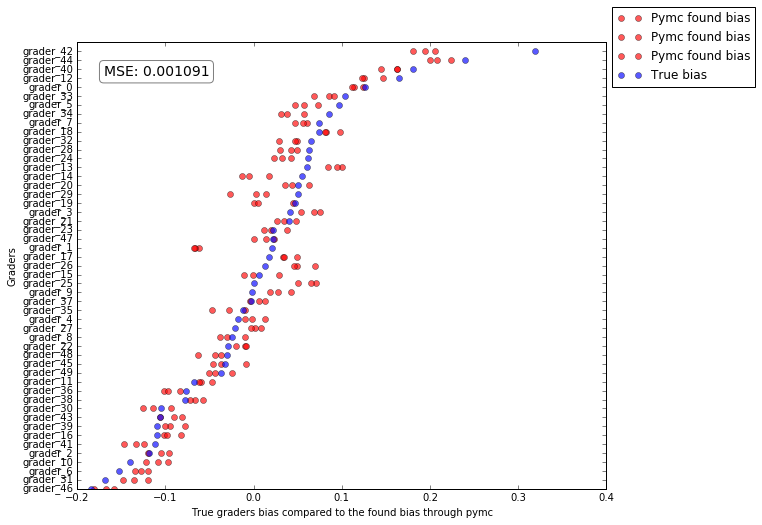 Pymc found bias
Pymc found bias
Pymc found bias
True bias
MSE: 0.001091
Graders
grader_42
grader_44
grader_40
grader_12
grader_0
grader_33
grader_5
grader_34
grader_7
grader_18
grader_32
grader_28
grader_24
grader_13
grader_14
grader_20
grader_29
grader_19
grader_3
grader_21
grader_23
grader_47
grader_1
grader_17
grader_26
grader_15
grader_25
grader_9
grader_37
grader_35
grader_4
grader_27
grader_8
grader_22
grader_48
grader_45
grader_49
grader_11
grader_36
grader_38
grader_30
grader_43
grader_39
grader_16
grader_41
grader_2
grader_10
grader_6
grader_31
grader_46
−0.2 −0.1 0.0 0.1 0.2 0.3 0.4
True graders bias compared to the found bias through pymc